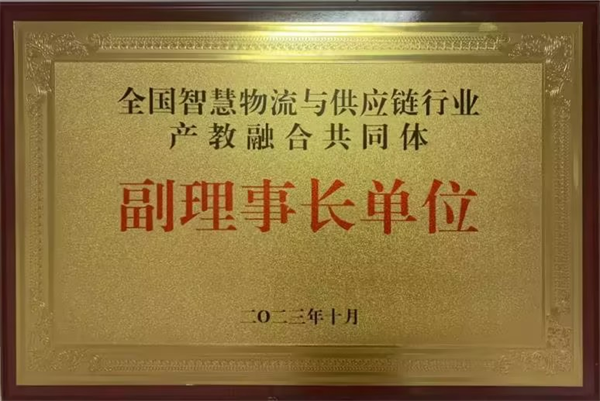 全国智慧物流与供应链行业
产教融合共同体
副理事长单位
二〇二三年十月